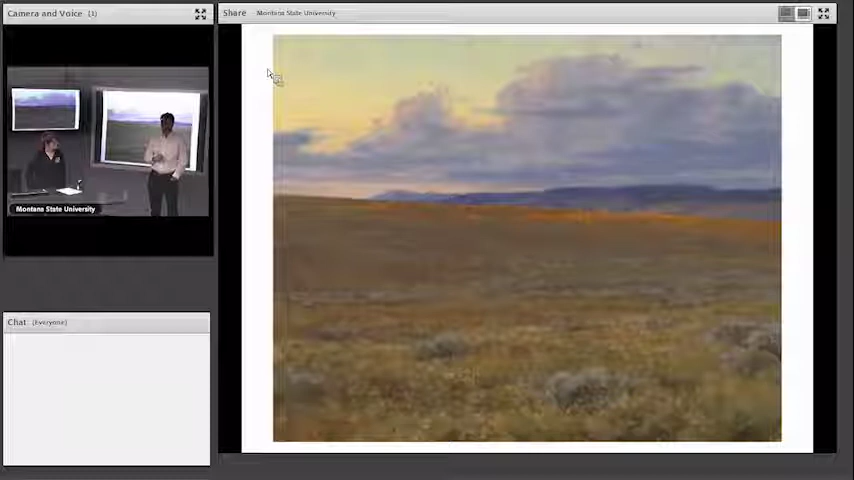 Camera and Voice (1)
Share Montana State University
Montana State University
Chat (Everyone)